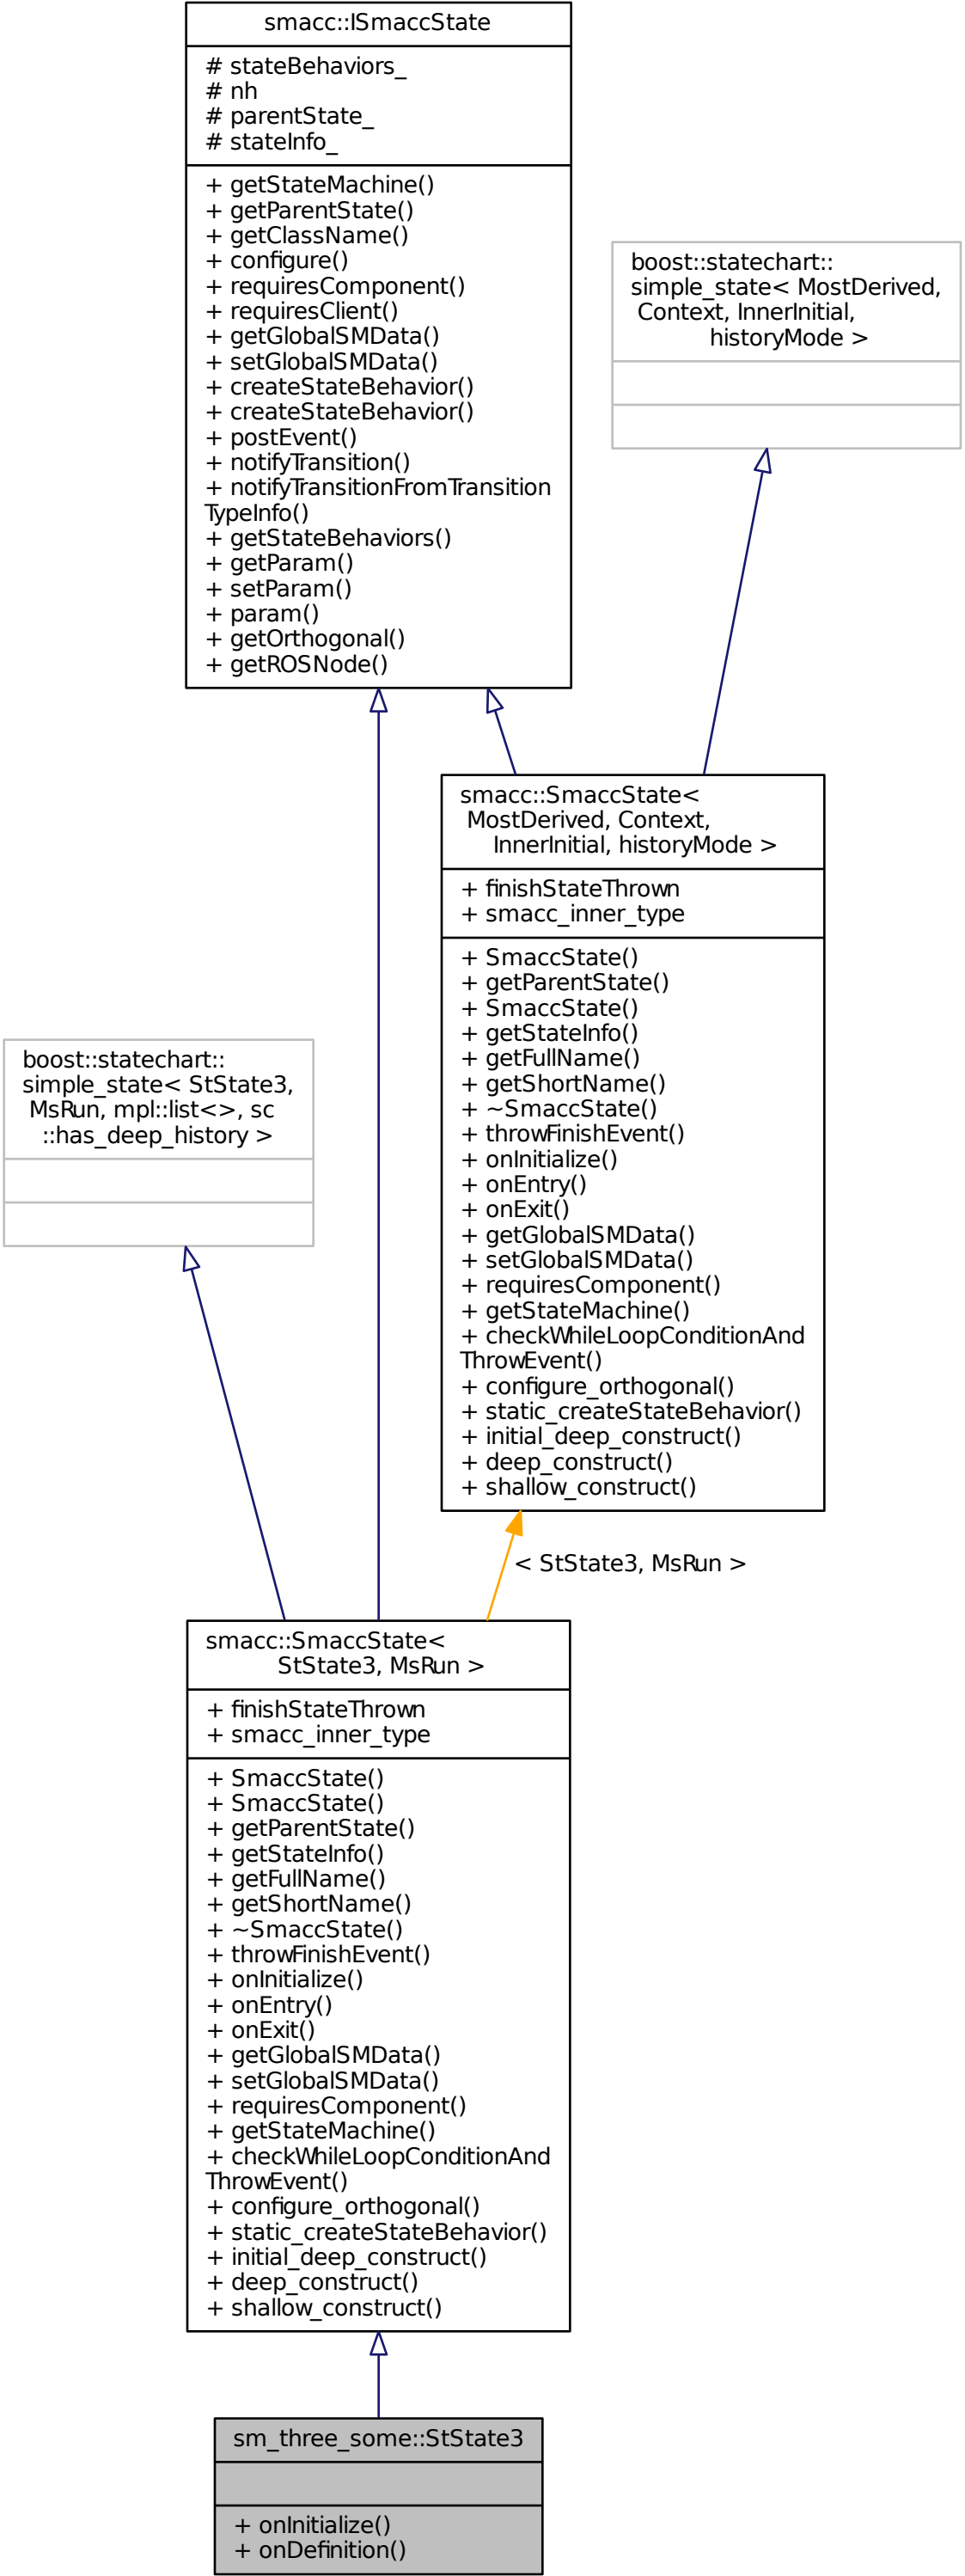 smacc::ISmaccState
# stateBehaviors_
# nh
# parentState_
# stateInfo_
+ getStateMachine()
+ getParentState()
+ getClassName()
+ configure()
+ requiresComponent()
+ requiresClient()
+ getGlobalSMData()
+ setGlobalSMData()
+ createStateBehavior()
+ createStateBehavior()
+ postEvent()
+ notifyTransition()
+ notifyTransitionFromTransition
TypeInfo()
+ getStateBehaviors()
+ getParam()
+ setParam()
+ param()
+ getOrthogonal()
+ getROSNode()
boost::statechart::
simple_state< MostDerived,
Context, InnerInitial,
historyMode >
smacc::SmaccState<
MostDerived, Context,
InnerInitial, historyMode >
+ finishStateThrown
+ smacc_inner_type
+ SmaccState()
+ getParentState()
+ SmaccState()
+ getStateInfo()
+ getFullName()
+ getShortName()
+ ~SmaccState()
+ throwFinishEvent()
+ onInitialize()
+ onEntry()
+ onExit()
+ getGlobalSMData()
+ setGlobalSMData()
+ requiresComponent()
+ getStateMachine()
+ checkWhileLoopConditionAnd
ThrowEvent()
+ configure_orthogonal()
+ static_createStateBehavior()
+ initial_deep_construct()
+ deep_construct()
+ shallow_construct()
boost::statechart::
simple_state< StState3,
MsRun, mpl::list<>, sc
::has_deep_history >
< StState3, MsRun >
smacc::SmaccState<
StState3, MsRun >
+ finishStateThrown
+ smacc_inner_type
+ SmaccState()
+ SmaccState()
+ getParentState()
+ getStateInfo()
+ getFullName()
+ getShortName()
+ ~SmaccState()
+ throwFinishEvent()
+ onInitialize()
+ onEntry()
+ onExit()
+ getGlobalSMData()
+ setGlobalSMData()
+ requiresComponent()
+ getStateMachine()
+ checkWhileLoopConditionAnd
ThrowEvent()
+ configure_orthogonal()
+ static_createStateBehavior()
+ initial_deep_construct()
+ deep_construct()
+ shallow_construct()
sm_three_some::StState3
+ onInitialize()
+ onDefinition()